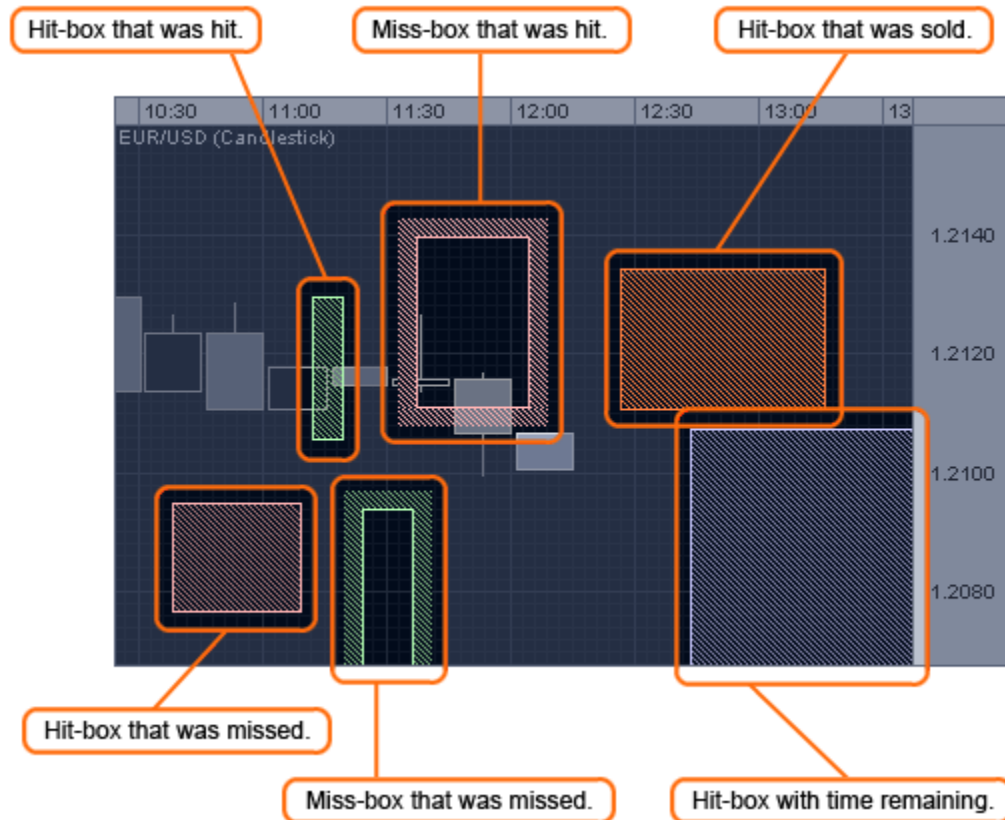 Hit-box that was hit.
Miss-box that was hit.
Hit-box that was sold.
10:30
11:00
11:30
12:00
12:30
13:00
13
EUR/USD (Candlestick)
1.2140
1.2120
1.2100
1.2080
Hit-box that was missed.
Miss-box that was missed.
Hit-box with time remaining.